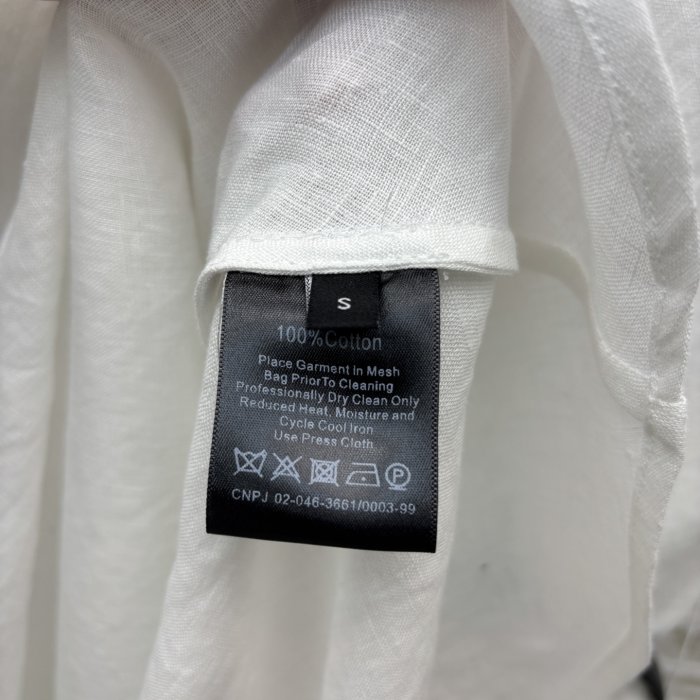 S
100%Cotton
Place Garment in Mesh
Bag PriorTo Cleaning
Professionally Dry Clean Only
Reduced Heat, Moisture and
Cycle Cool Iron
Use Press Cloth
P
CNPJ 02-046-3661/0003-99